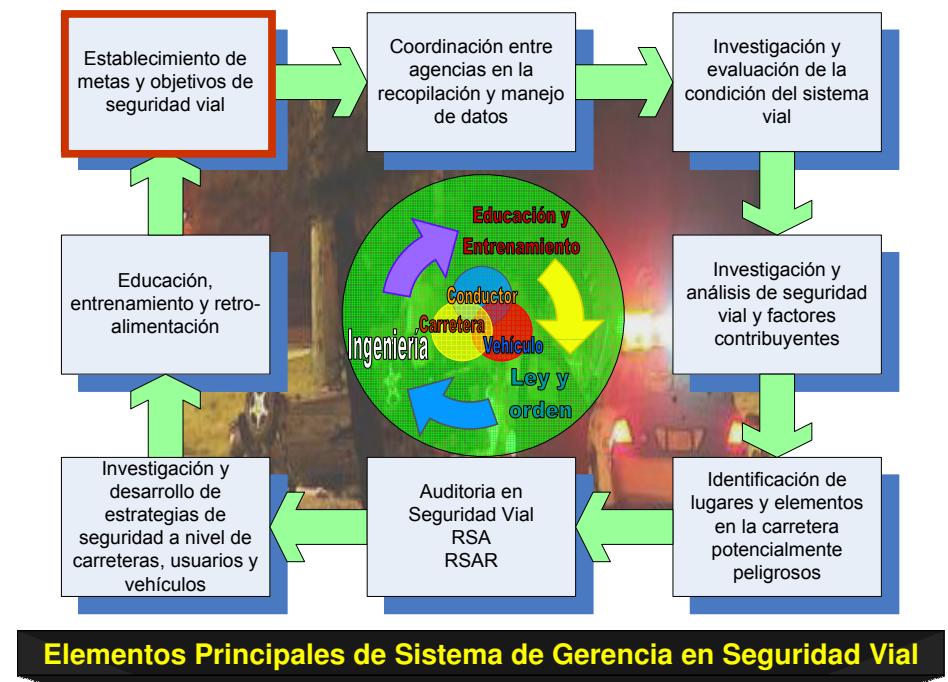 Establecimiento de
metas y objetivos de
seguridad vial
Coordinación entre
agencias en la
recopilación y manejo
de datos
Investigación y
evaluación de la
condición del sistema
vial
Investigación y
análisis de seguridad
vial y factores
contribuyentes
Identificación de
lugares y elementos
en la carretera
potencialmente
peligrosos
Auditoria en
Seguridad Vial
RSA
RSAR
Investigación y
desarrollo de
estrategias de
seguridad a nivel de
carreteras, usuarios y
vehículos
Educación,
entrenamiento y retro-
alimentación
Educación y
Entrenamiento
Conductor
Carretera
Vehículo
Ingeniería
Ley y
orden
Elementos Principales de Sistema de Gerencia en Seguridad Vial